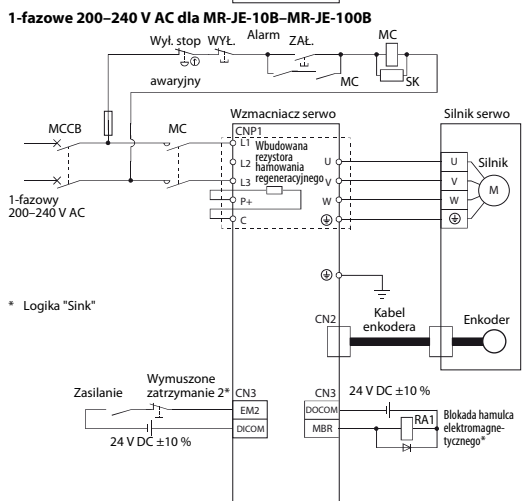 1-fazowe 200–240 V AC dla MR-JE-10B–MR-JE-100B
Wył. stop WYŁ. Alarm ZAŁ. MC
awaryjny MC SK
MCCB MC
Wzmacniacz serwo
Silnik serwo
CNP1
L1
L2
L3
P+
C
Wbudowana
rezystora
hamowania
regeneracyjnego
U
V
W
U
V
W
Silnik
M
1-fazowy
200–240 V AC
* Logika "Sink"
CN2
Kabel
enkodera
Enkoder
Zasilanie
Wymuszone
zatrzymanie 2*
24 V DC ±10 %
CN3
EM2
DICOM
CN3
DOCOM
MBR
24 V DC ±10 %
RA1
Blokada hamulca
elektromagne-
tycznego*